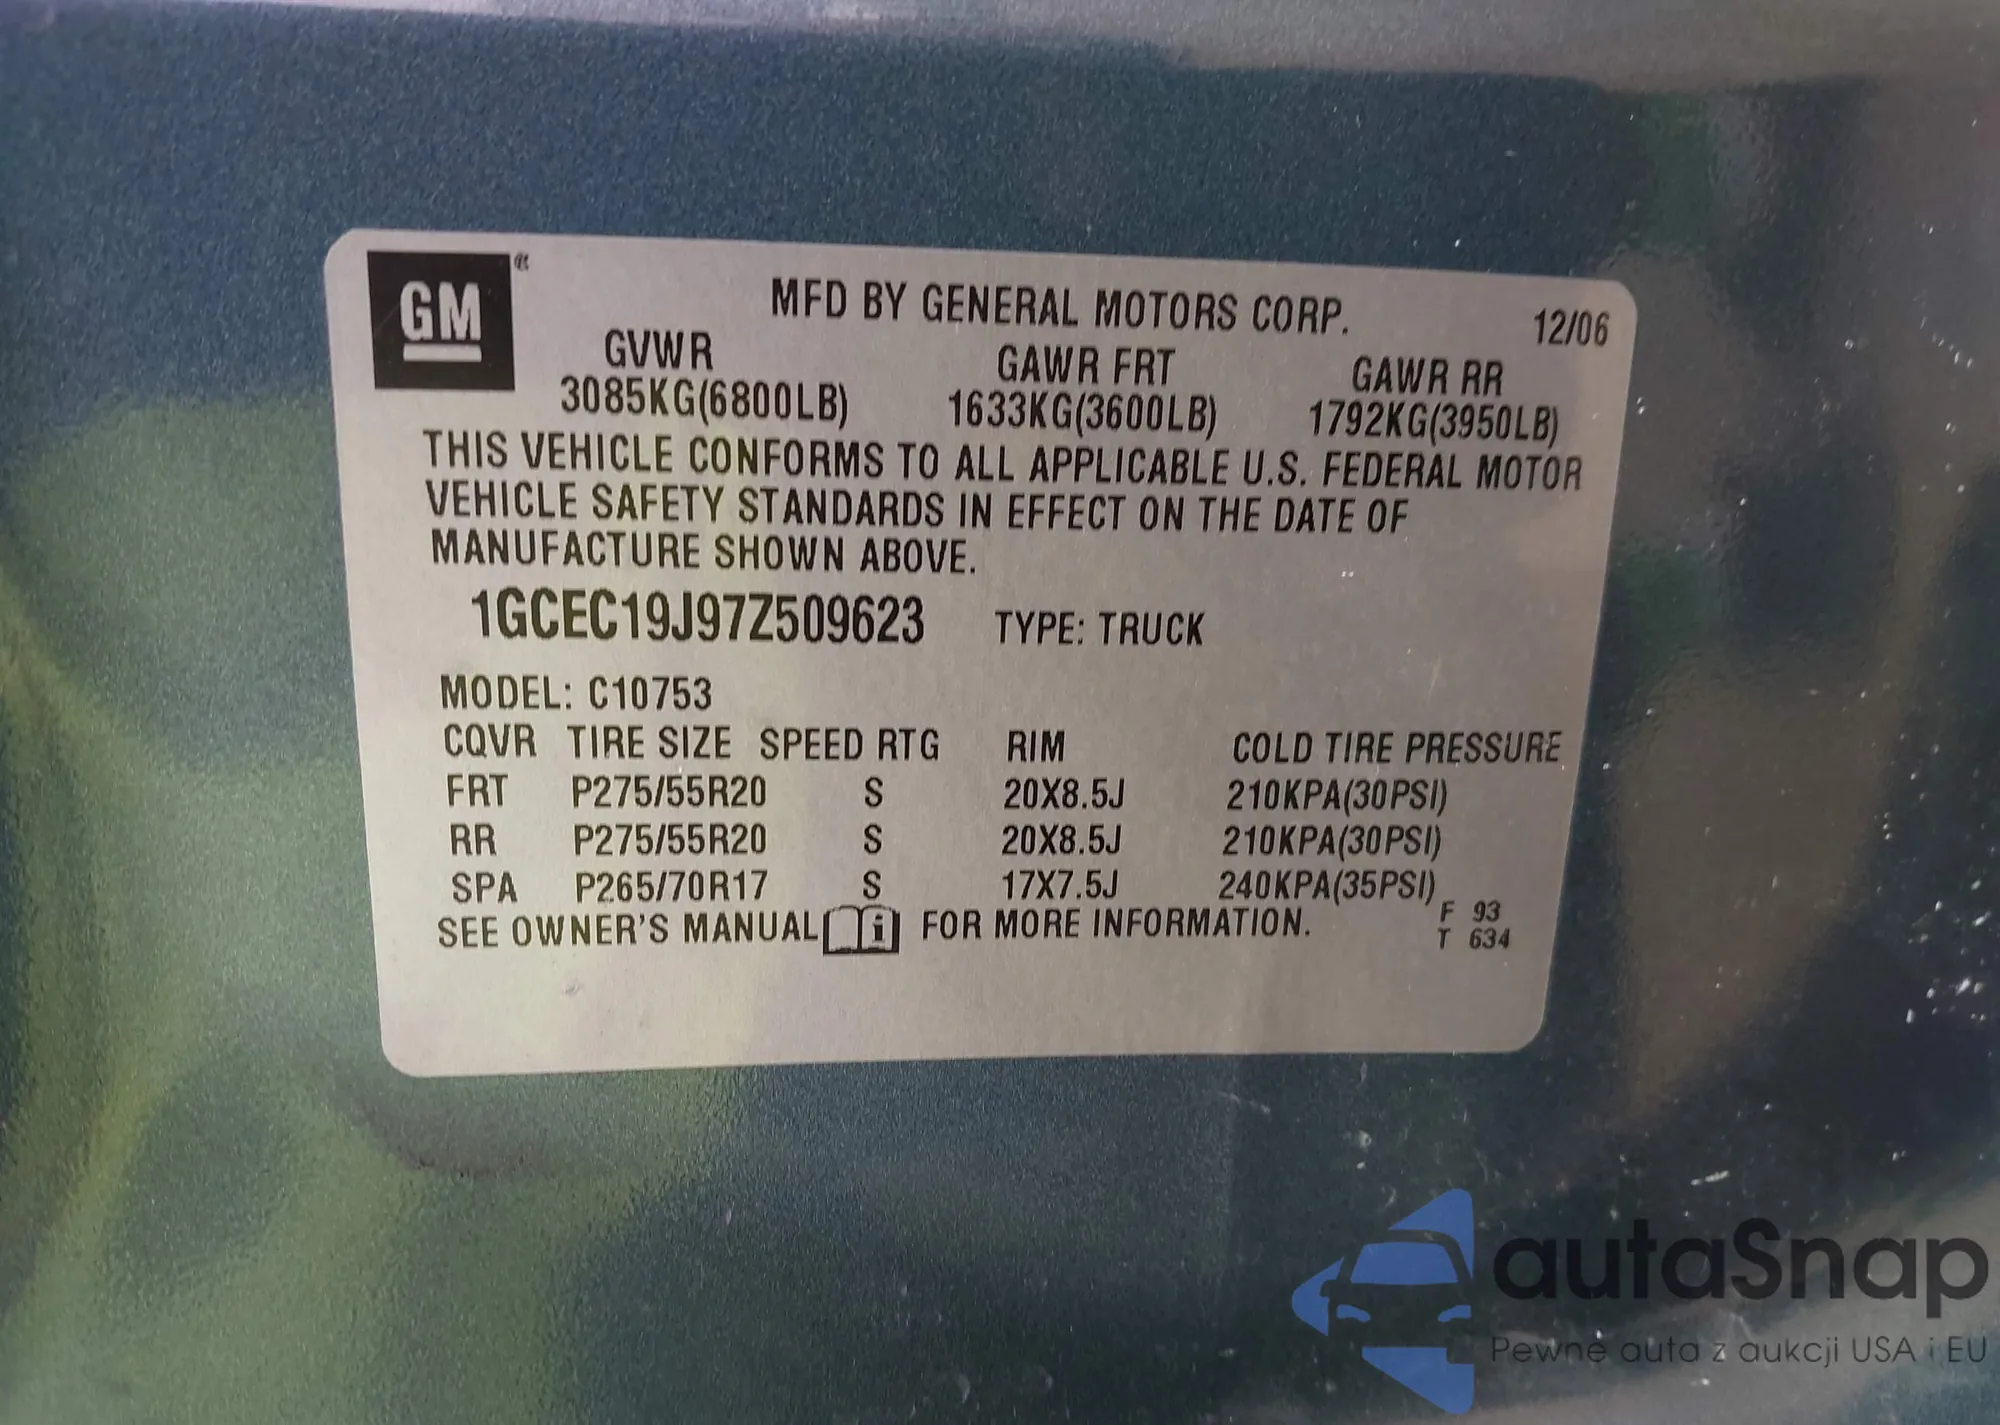 GM
MFD BY GENERAL MOTORS CORP. 12/06
GVWR GAWR FRT GAWR RR
3085KG(6800LB) 1633KG(3600LB) 1792KG(3950LB)
THIS VEHICLE CONFORMS TO ALL APPLICABLE U.S. FEDERAL MOTOR
VEHICLE SAFETY STANDARDS IN EFFECT ON THE DATE OF
MANUFACTURE SHOWN ABOVE.
1GCEC19J97Z509623 TYPE: TRUCK
MODEL: C10753
CQVR TIRE SIZE SPEED RTG RIM COLD TIRE PRESSURE
FRT P275/55R20 S 20X8.5J 210KPA(30PSI)
RR P275/55R20 S 20X8.5J 210KPA(30PSI)
SPA P265/70R17 S 17X7.5J 240KPA(35PSI)
SEE OWNER'S MANUAL i FOR MORE INFORMATION.
F 93
T 634
autaSnap
Pewne auta z aukcji USA i EU